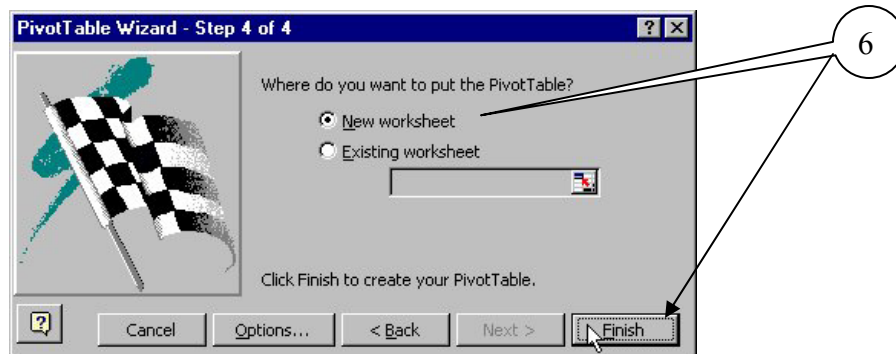 PivotTable Wizard - Step 4 of 4
6
Where do you want to put the PivotTable?
New worksheet
Existing worksheet
Click Finish to create your PivotTable.
Cancel Options... < Back Next > Finish